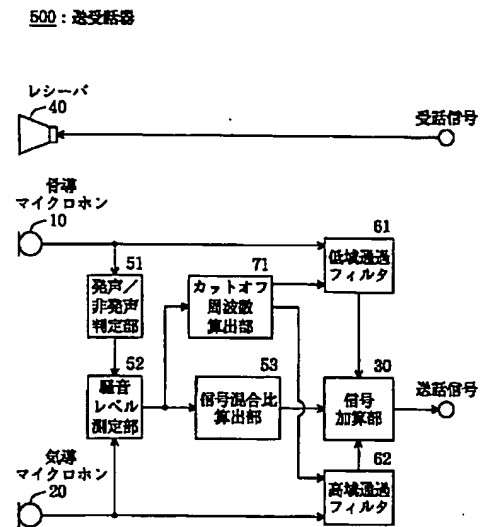 500：送受話器
レシーバ
40
受話信号
骨導
マイクロホン
10
51
発声／
非発声
判定部
71
カットオフ
周波数
算出部
61
低域通過
フィルタ
52
騒音
レベル
測定部
53
信号混合比
算出部
30
信号
加算部
送話信号
気導
マイクロホン
20
62
高域通過
フィルタ